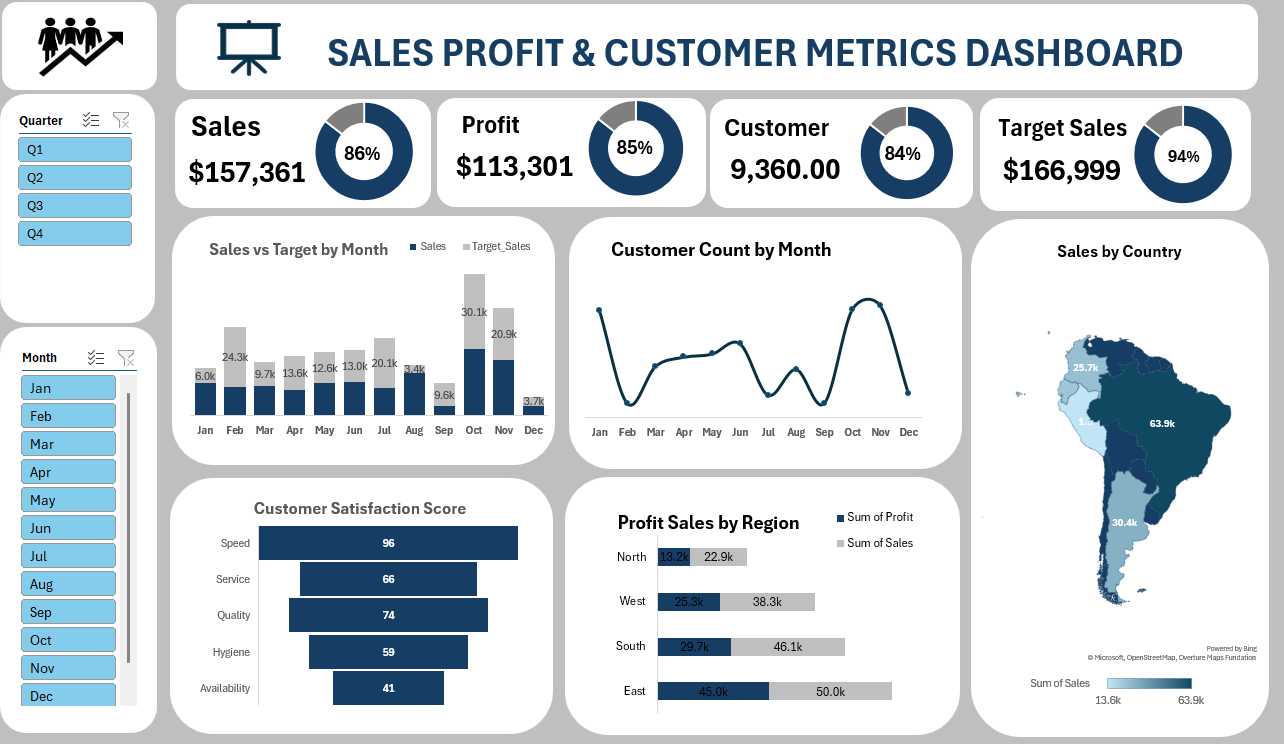 SALES PROFIT & CUSTOMER METRICS DASHBOARD
Quarter
Q1
Q2
Q3
Q4
Month
Jan
Feb
Mar
Apr
May
Jun
Jul
Aug
Sep
Oct
Nov
Dec
Sales
$157,361
86%
Profit
$113,301
85%
Customer
9,360.00
84%
Target Sales
$166,999
94%
Sales vs Target by Month
Sales Target_Sales
30.1k
24.3k 20.9k
6.0k 9.7k 13.6k 12.6k 13.0k 20.1k 3.4k 9.6k 3.7k
Jan Feb Mar Apr May Jun Jul Aug Sep Oct Nov Dec
Customer Count by Month
Jan Feb Mar Apr May Jun Jul Aug Sep Oct Nov Dec
Sales by Country
25.7k
1...
63.9k
30.4k
Powered by Bing
© Microsoft, OpenStreetMap, Overture Maps Fundation
Sum of Sales
13.6k 63.9k
Customer Satisfaction Score
Speed 96
Service 66
Quality 74
Hygiene 59
Availability 41
Profit Sales by Region
Sum of Profit
Sum of Sales
North 13.2k 22.9k
West 25.3k 38.3k
South 29.7k 46.1k
East 45.0k 50.0k